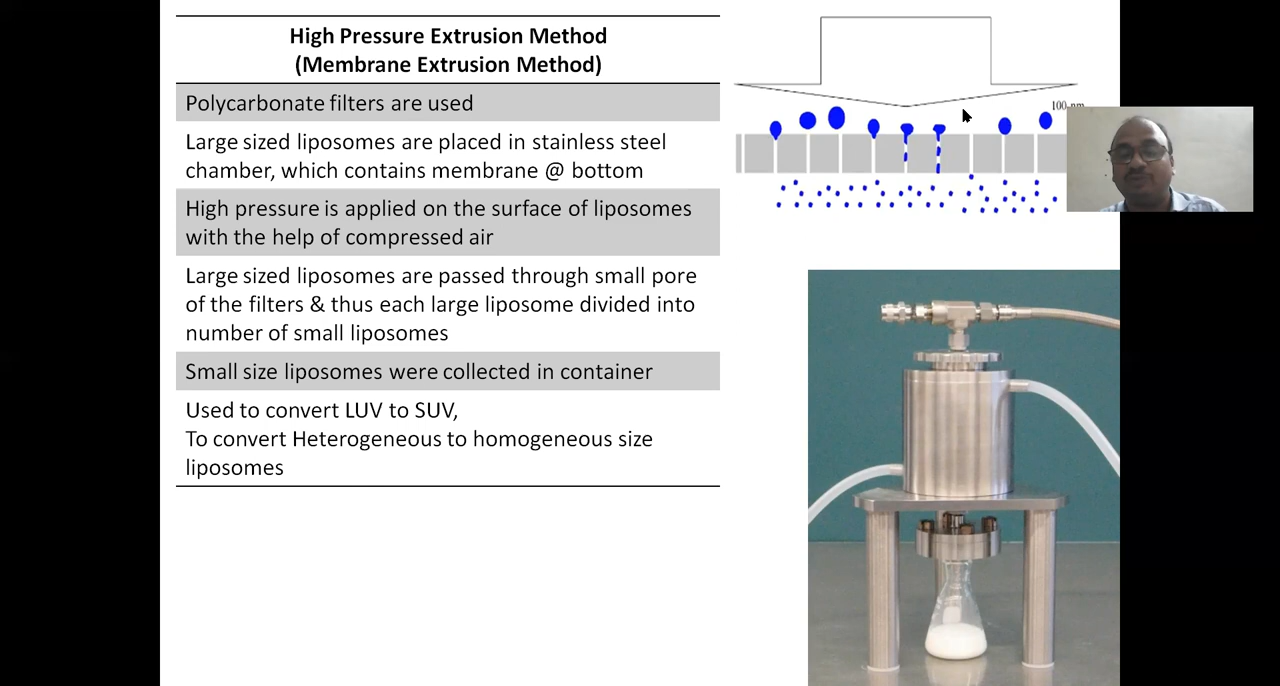 High Pressure Extrusion Method
(Membrane Extrusion Method)
Polycarbonate filters are used
Large sized liposomes are placed in stainless steel
chamber, which contains membrane @ bottom
High pressure is applied on the surface of liposomes
with the help of compressed air
Large sized liposomes are passed through small pore
of the filters & thus each large liposome divided into
number of small liposomes
Small size liposomes were collected in container
Used to convert LUV to SUV,
To convert Heterogeneous to homogeneous size
liposomes
100 nm